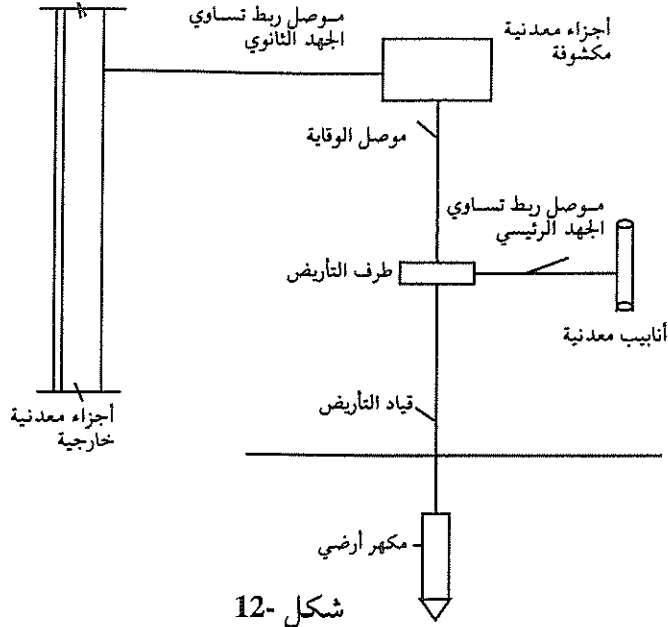 موصل ربط تساوي
الجهد الثانوي
أجزاء معدنية
مكشوفة
موصل الوقاية
موصل ربط تساوي
الجهد الرئيسي
طرف التأريض
أنابيب معدنية
قياد التأريض
أجزاء معدنية
خارجية
مكهر أرضي
شكل -12